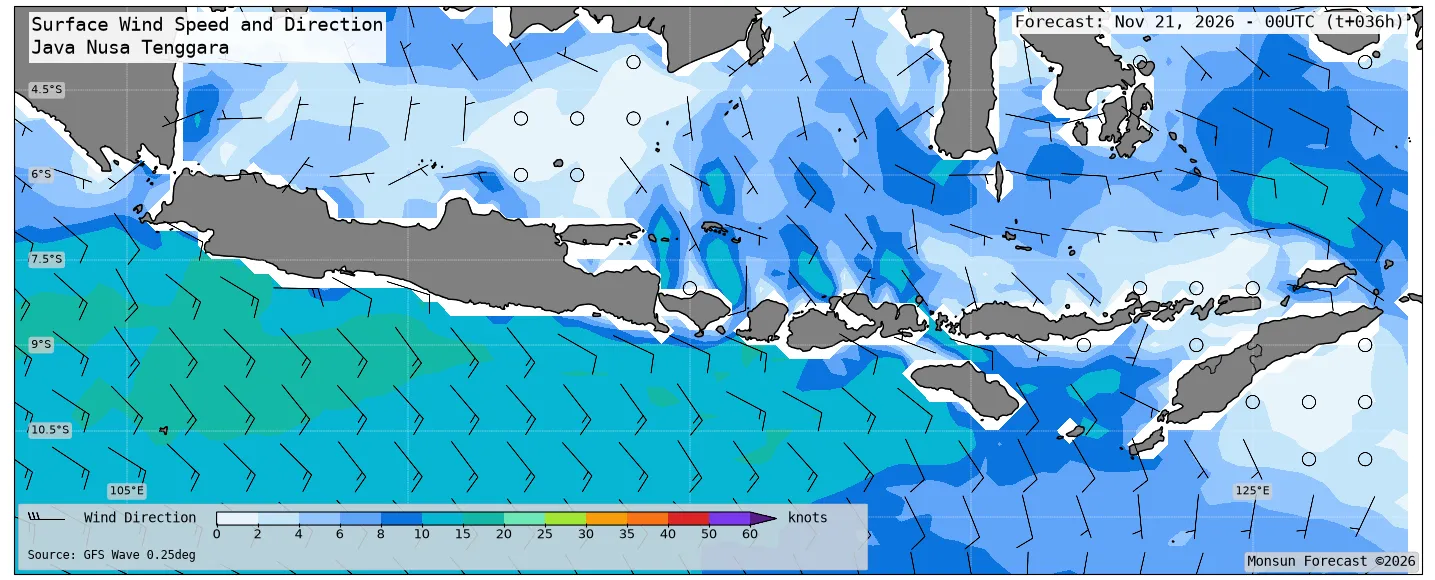 Surface Wind Speed and Direction
Java Nusa Tenggara
Forecast: Nov 21, 2026 - 00UTC (t+036h)
4.5°S
6°S
7.5°S
9°S
10.5°S
105°E
125°E
Wind Direction
0 2 4 6 8 10 15 20 25 30 35 40 50 60
knots
Source: GFS Wave 0.25deg
Monsun Forecast ©2026